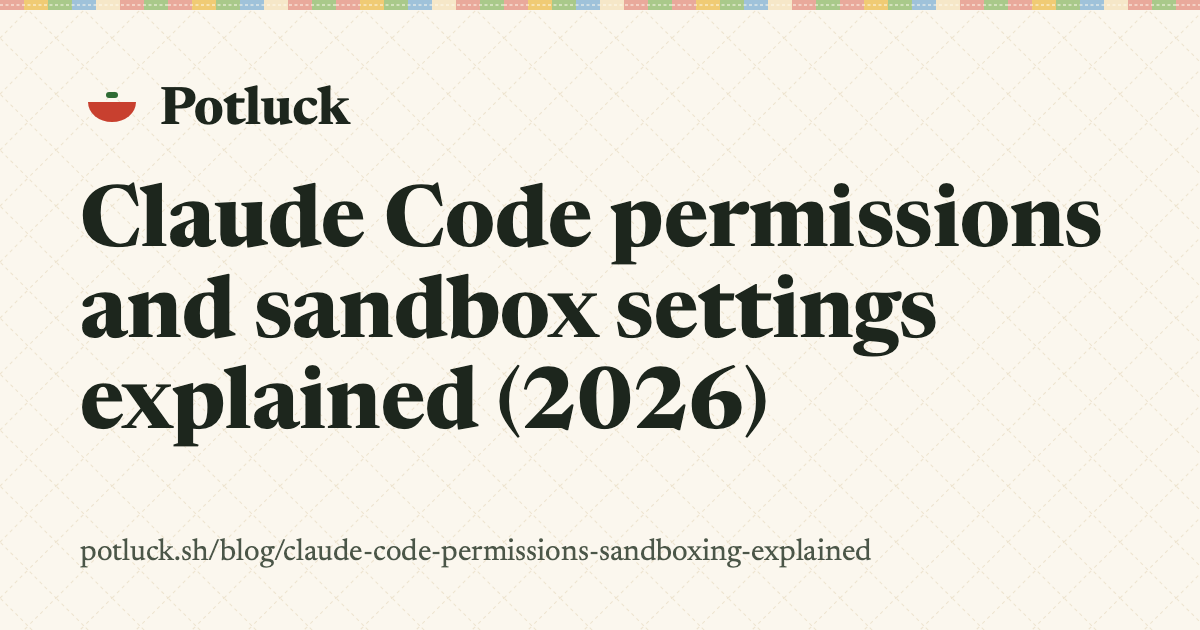 Potluck
Claude Code permissions
and sandbox settings
explained (2026)
potluck.sh/blog/claude-code-permissions-sandboxing-explained